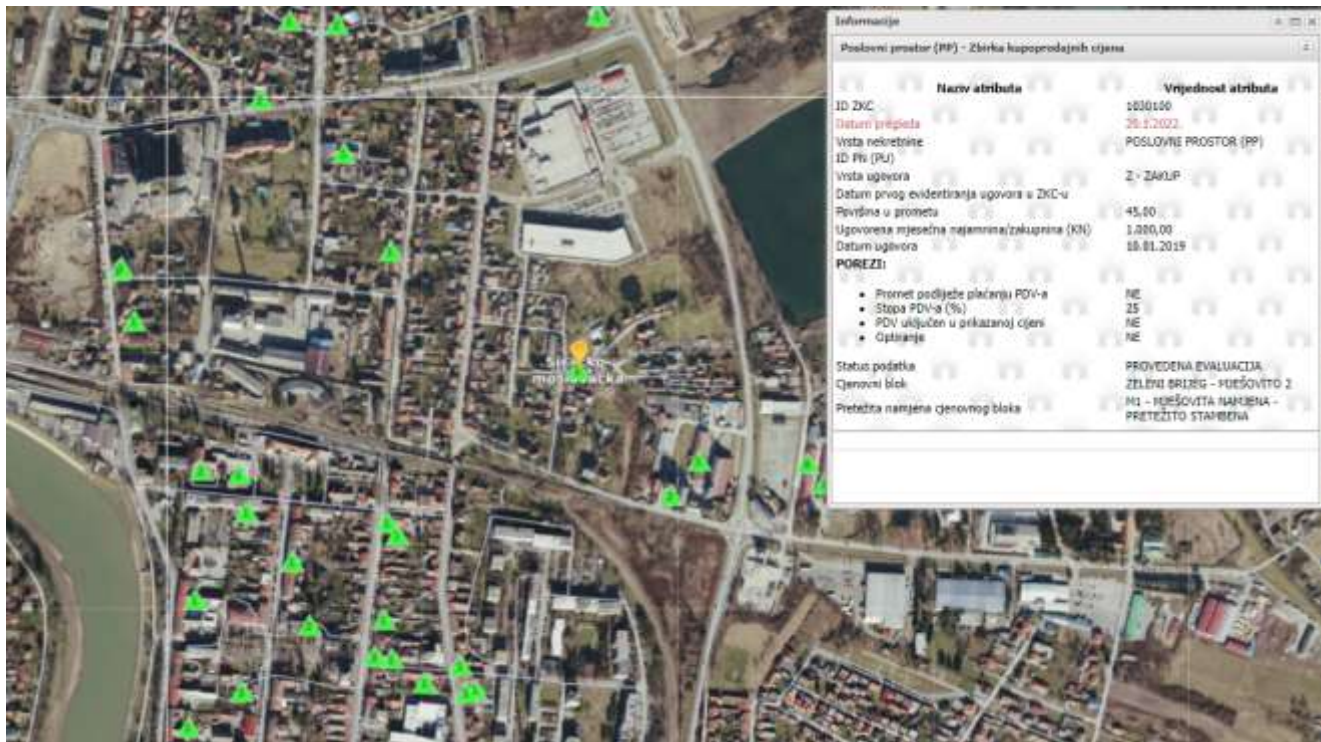 Informacije
Poslovni prostor (PP) - Zbirka kupoprodajnih cijena
Naziv atributa Vrijednost atributa
ID ZKC 1030100
Datum pregleda 20.1.2022.
Vrsta nekretnine POSLOVNI PROSTOR (PP)
ID PN (PU)
Vrsta ugovora Z - ZAKUP
Datum prvog evidentiranja ugovora u ZKC-u
Površina u prometu 45,00
Ugovorena mjesečna najamnina/zakupnina (KN) 1.000,00
Datum ugovora 10.01.2019
POREZI:
• Promet podliježe plaćanju PDV-a NE
• Stopa PDV-a (%) 25
• PDV uključen u prikazanoj cijeni NE
• Optiranje NE
Status podatka PROVEDENA EVALUACIJA
Cjenovni blok ZELENI BRIJEG - MJEŠOVITO 2
Pretežita namjena cjenovnog bloka M1 - MJEŠOVITA NAMJENA - PRETEŽITO STAMBENA